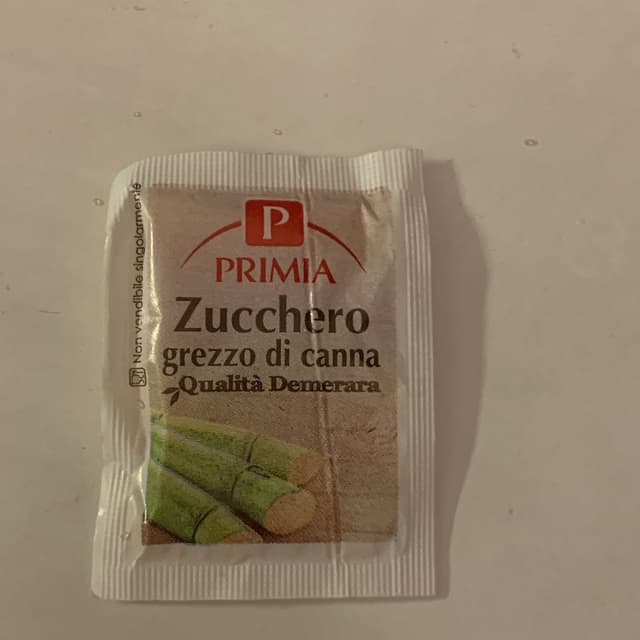 P
PRIMIA
Zucchero
grezzo di canna
Qualità Demerara
Non vendibile singolarmente